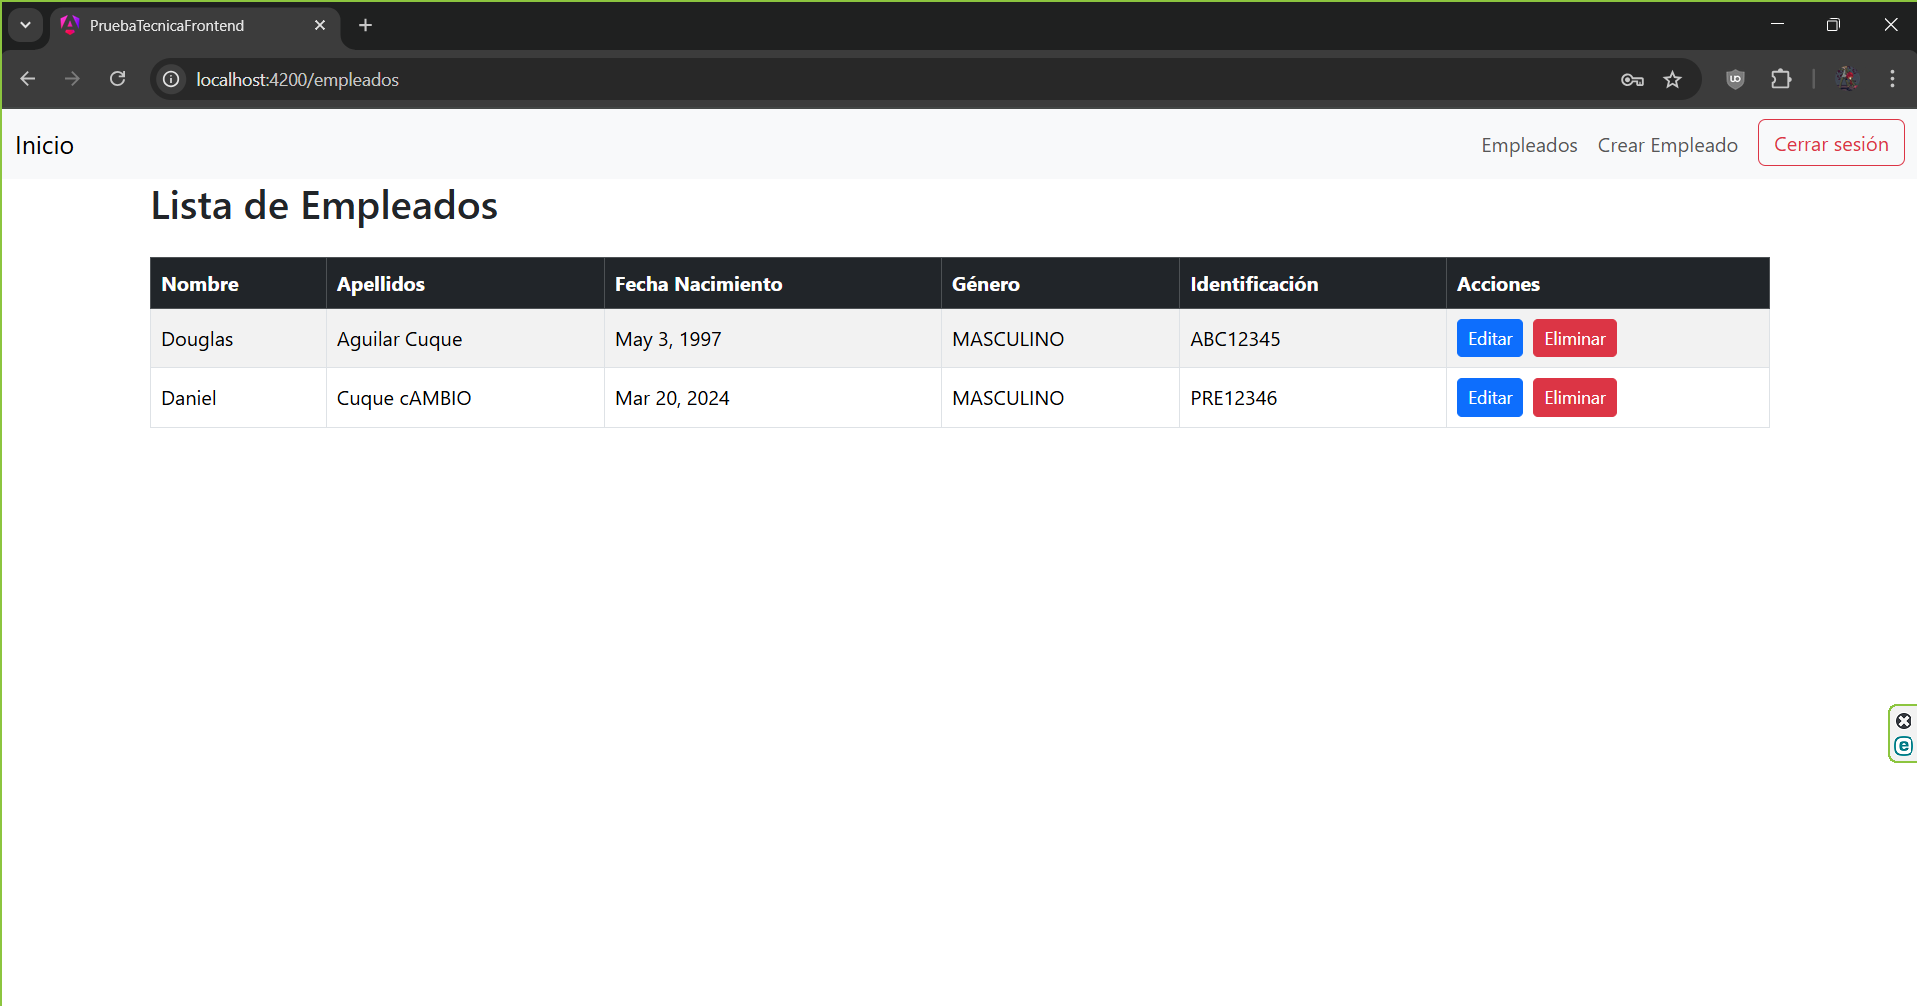 PruebaTecnicaFrontend
localhost:4200/empleados
Inicio
Empleados
Crear Empleado
Cerrar sesión
Lista de Empleados
Nombre Apellidos Fecha Nacimiento Género Identificación Acciones
Douglas Aguilar Cuque May 3, 1997 MASCULINO ABC12345 Editar Eliminar
Daniel Cuque cAMBIO Mar 20, 2024 MASCULINO PRE12346 Editar Eliminar